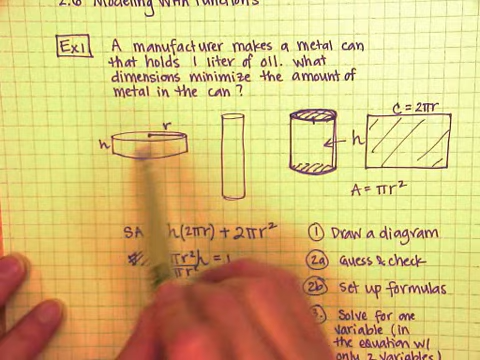 2.6 Modeling with Functions
Ex1 A manufacturer makes a metal can
that holds 1 liter of oil. what
dimensions minimize the amount of
metal in the can?
r
h
C = 2πr
h
A = πr²
SA h(2πr) + 2πr²
πr²h = 1
πr²
① Draw a diagram
②a Guess & check
②b Set up formulas
③ Solve for one
variable (in
the equation w/
only 2 variables)